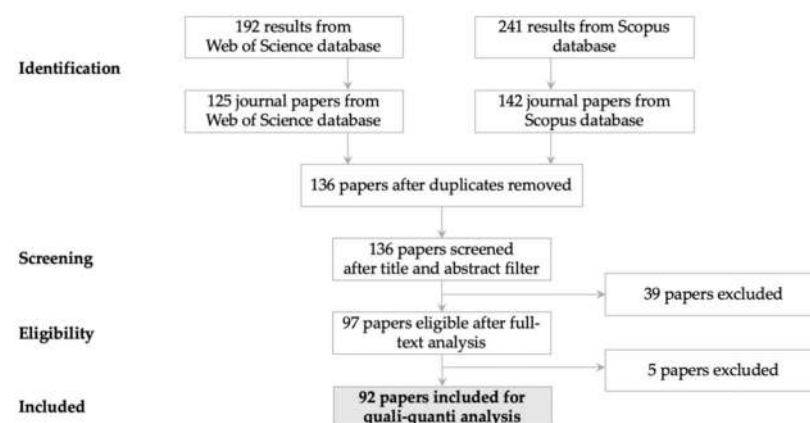 192 results from
Web of Science database
241 results from Scopus
database
Identification
125 journal papers from
Web of Science database
142 journal papers from
Scopus database
136 papers after duplicates removed
Screening
136 papers screened
after title and abstract filter
39 papers excluded
Eligibility
97 papers eligible after full-
text analysis
5 papers excluded
Included
92 papers included for
quali-quanti analysis